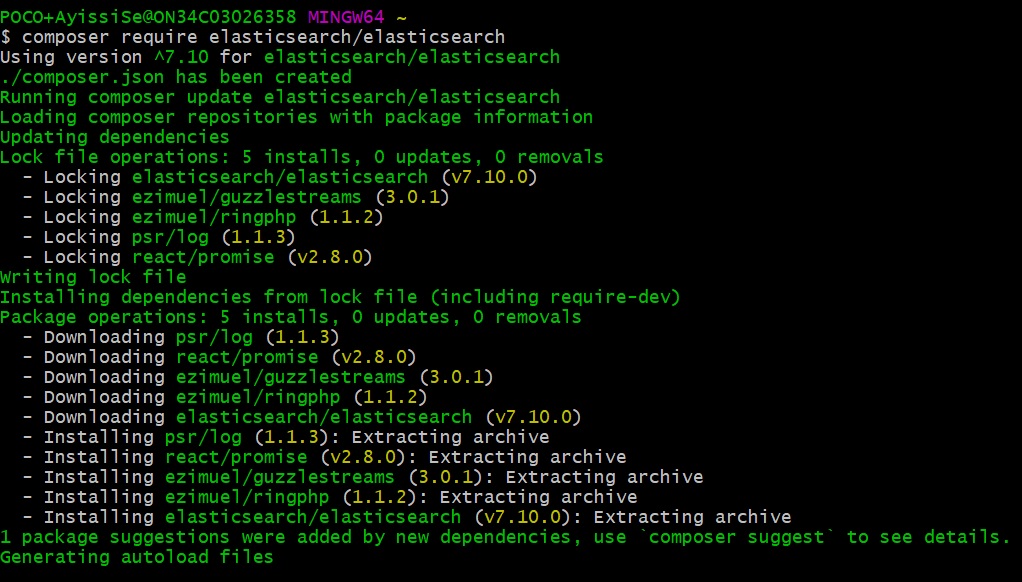 POCO+AyissiSe@ON34C03026358 MINGW64 ~
$ composer require elasticsearch/elasticsearch
Using version ^7.10 for elasticsearch/elasticsearch
./composer.json has been created
Running composer update elasticsearch/elasticsearch
Loading composer repositories with package information
Updating dependencies
Lock file operations: 5 installs, 0 updates, 0 removals
  - Locking elasticsearch/elasticsearch (v7.10.0)
  - Locking ezimuel/guzzlestreams (3.0.1)
  - Locking ezimuel/ringphp (1.1.2)
  - Locking psr/log (1.1.3)
  - Locking react/promise (v2.8.0)
Writing lock file
Installing dependencies from lock file (including require-dev)
Package operations: 5 installs, 0 updates, 0 removals
  - Downloading psr/log (1.1.3)
  - Downloading react/promise (v2.8.0)
  - Downloading ezimuel/guzzlestreams (3.0.1)
  - Downloading ezimuel/ringphp (1.1.2)
  - Downloading elasticsearch/elasticsearch (v7.10.0)
  - Installing psr/log (1.1.3): Extracting archive
  - Installing react/promise (v2.8.0): Extracting archive
  - Installing ezimuel/guzzlestreams (3.0.1): Extracting archive
  - Installing ezimuel/ringphp (1.1.2): Extracting archive
  - Installing elasticsearch/elasticsearch (v7.10.0): Extracting archive
1 package suggestions were added by new dependencies, use `composer suggest` to see details.
Generating autoload files